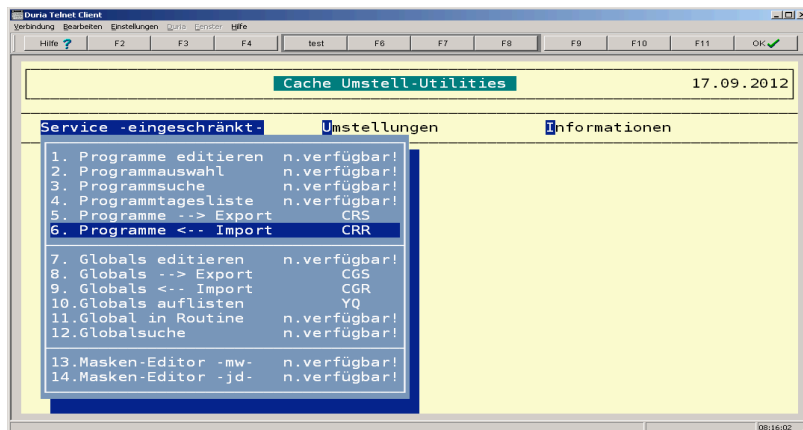 Duria Telnet Client
Verbindung Bearbeiten Einstellungen Duria Fenster Hilfe
Hilfe ? F2 F3 F4 test F6 F7 F8 F9 F10 F11 OK
Cache Umstell-Utilities 17.09.2012
Service -eingeschränkt- Umstellungen Informationen
1. Programme editieren n.verfügbar!
2. Programmauswahl n.verfügbar!
3. Programmsuche n.verfügbar!
4. Programmtagesliste n.verfügbar!
5. Programme --> Export CRS
6. Programme <-- Import CRR
7. Globals editieren n.verfügbar!
8. Globals --> Export CGS
9. Globals <-- Import CGR
10.Globals auflisten YQ
11.Global in Routine n.verfügbar!
12.Globalsuche n.verfügbar!
13.Masken-Editor -mw- n.verfügbar!
14.Masken-Editor -jd- n.verfügbar!
08:16:02